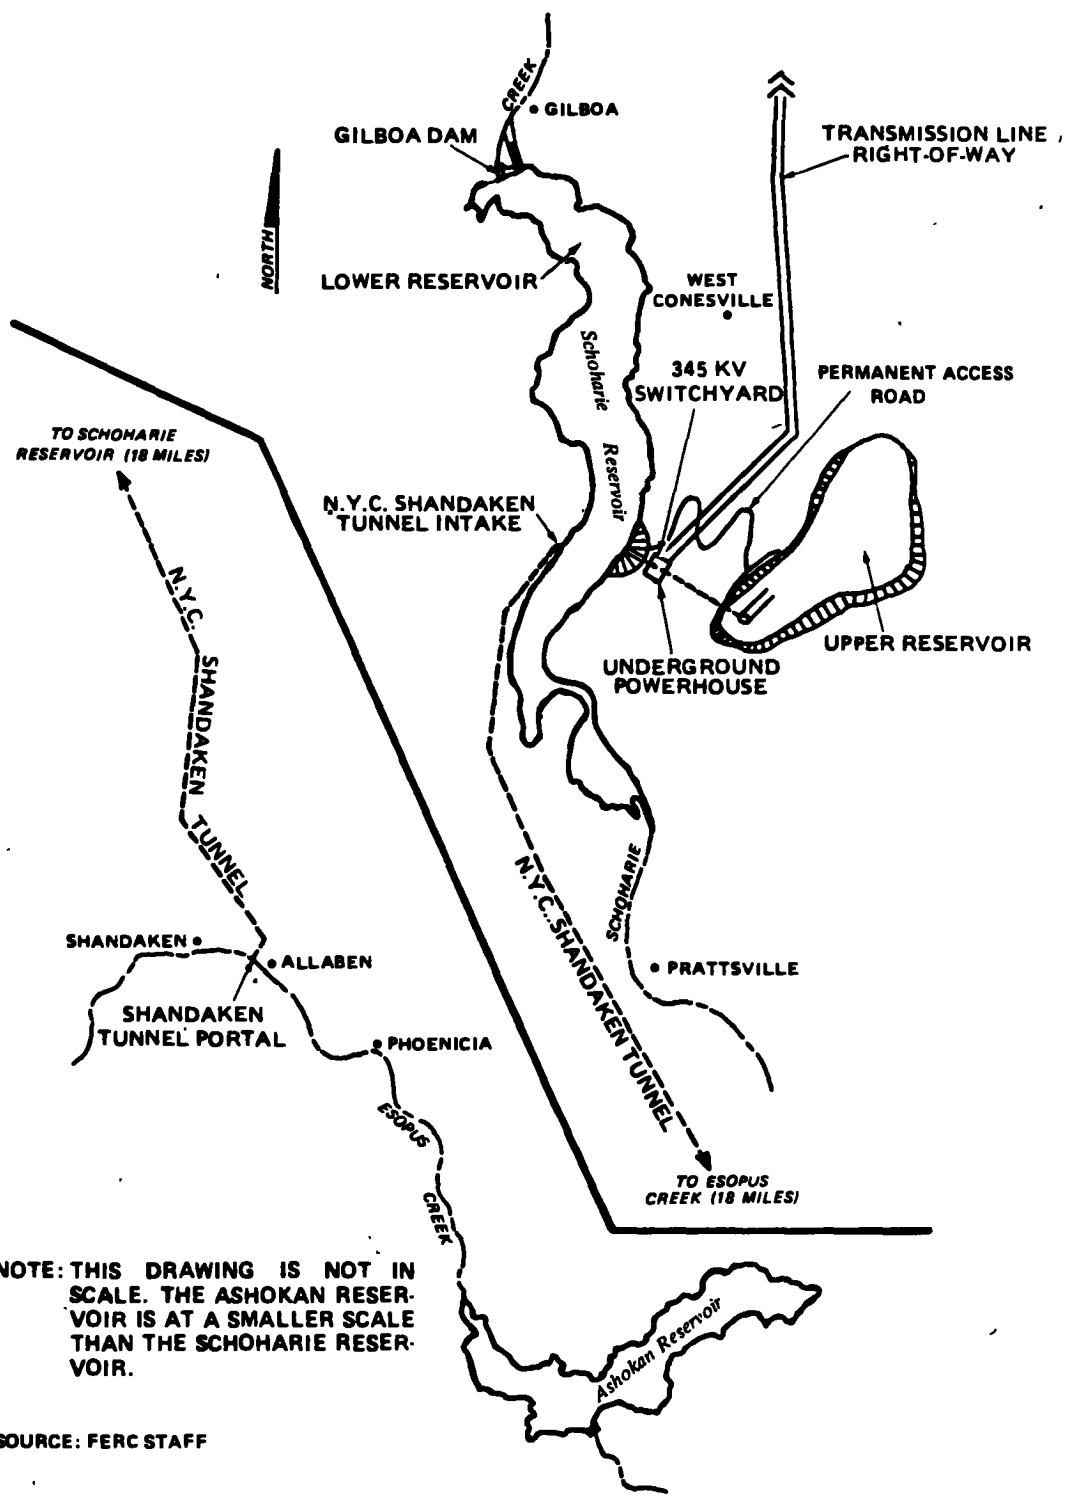 CREEK
GILBOA
GILBOA DAM
TRANSMISSION LINE
RIGHT-OF-WAY
NORTH
LOWER RESERVOIR
WEST
CONESVILLE
Schoharie
Reservoir
345 KV
SWITCHYARD
PERMANENT ACCESS
ROAD
TO SCHOHARIE
RESERVOIR (18 MILES)
N.Y.C. SHANDAKEN
TUNNEL INTAKE
N.Y.C. SHANDAKEN TUNNEL
UPPER RESERVOIR
UNDERGROUND
POWERHOUSE
N.Y.C. SHANDAKEN TUNNEL
SCHOHARIE
SHANDAKEN
ALLABEN
PRATTSVILLE
SHANDAKEN
TUNNEL PORTAL
PHOENICIA
ESOPUS
CREEK
TO ESOPUS
CREEK (18 MILES)
NOTE: THIS DRAWING IS NOT IN
SCALE. THE ASHOKAN RESER-
VOIR IS AT A SMALLER SCALE
THAN THE SCHOHARIE RESER-
VOIR.
Ashokan Reservoir
SOURCE: FERC STAFF